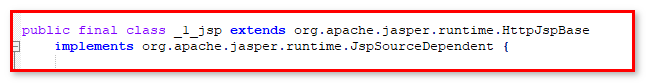 public final class _1_jsp extends org.apache.jasper.runtime.HttpJspBase
implements org.apache.jasper.runtime.JspSourceDependent {